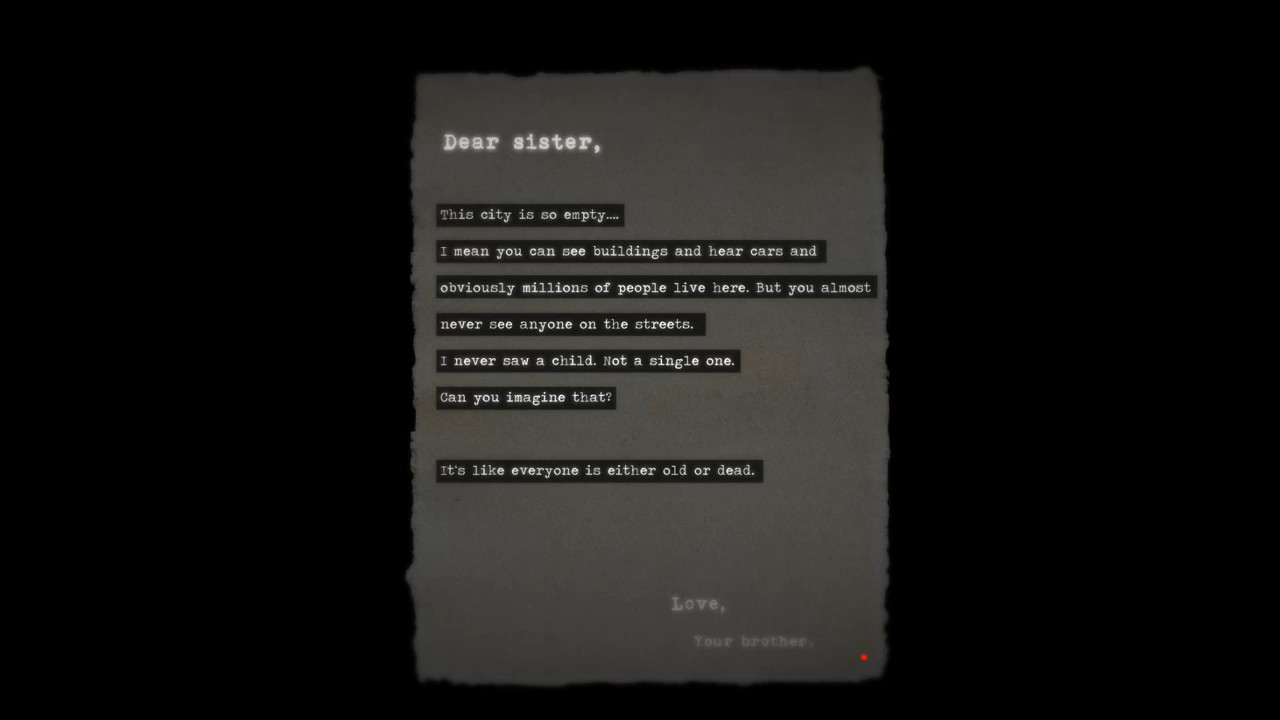 Dear sister,
This city is so empty....
I mean you can see buildings and hear cars and
obviously millions of people live here. But you almost
never see anyone on the streets.
I never saw a child. Not a single one.
Can you imagine that?
It's like everyone is either old or dead.
Love,
Your brother.